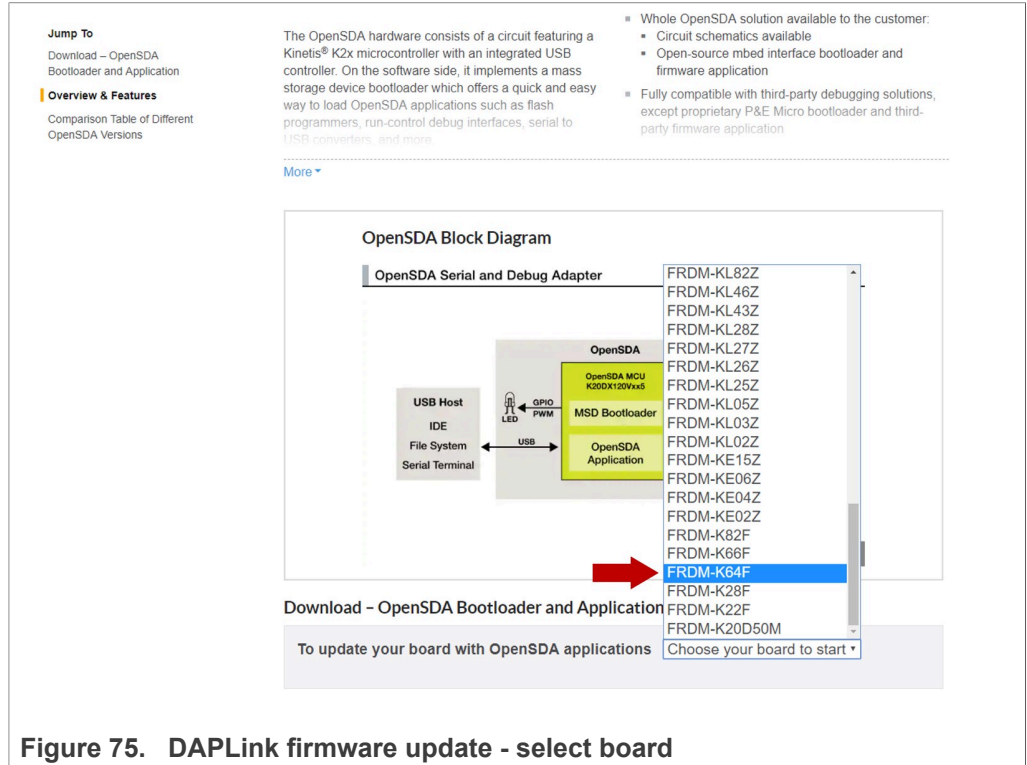 Jump To
Download – OpenSDA
Bootloader and Application
Overview & Features
Comparison Table of Different
OpenSDA Versions
The OpenSDA hardware consists of a circuit featuring a
Kinetis® K2x microcontroller with an integrated USB
controller. On the software side, it implements a mass
storage device bootloader which offers a quick and easy
way to load OpenSDA applications such as flash
programmers, run-control debug interfaces, serial to
USB converters, and more.
Whole OpenSDA solution available to the customer:
Circuit schematics available
Open-source mbed interface bootloader and
firmware application
Fully compatible with third-party debugging solutions,
except proprietary P&E Micro bootloader and third-
party firmware application
More
OpenSDA Block Diagram
OpenSDA Serial and Debug Adapter
USB Host
IDE
File System
Serial Terminal
LED
GPIO
PWM
USB
OpenSDA
OpenSDA MCU
K20DX120Vxx5
MSD Bootloader
OpenSDA
Application
FRDM-KL82Z
FRDM-KL46Z
FRDM-KL43Z
FRDM-KL28Z
FRDM-KL27Z
FRDM-KL26Z
FRDM-KL25Z
FRDM-KL05Z
FRDM-KL03Z
FRDM-KL02Z
FRDM-KE15Z
FRDM-KE06Z
FRDM-KE04Z
FRDM-KE02Z
FRDM-K82F
FRDM-K66F
FRDM-K64F
FRDM-K28F
FRDM-K22F
FRDM-K20D50M
Download – OpenSDA Bootloader and Application
To update your board with OpenSDA applications
Choose your board to start
Figure 75. DAPLink firmware update - select board